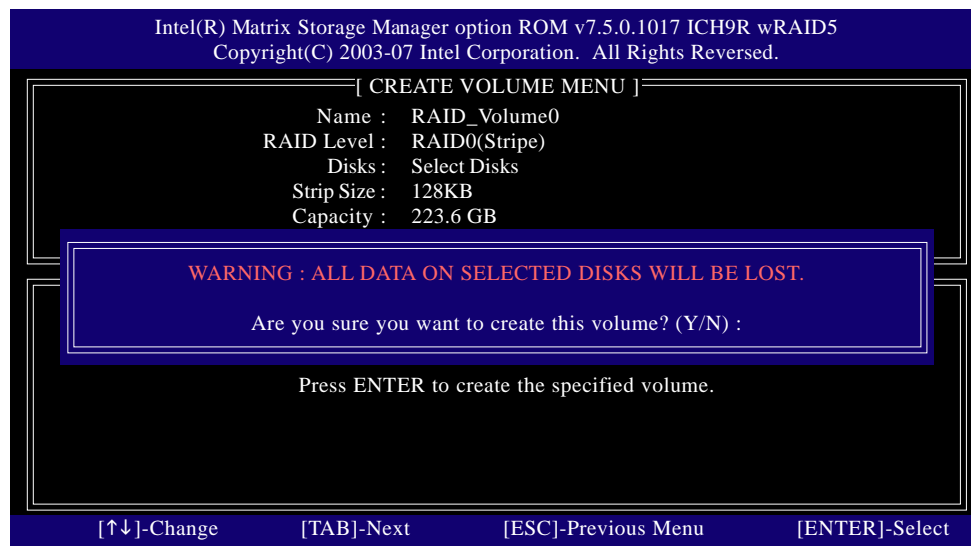 Intel(R) Matrix Storage Manager option ROM v7.5.0.1017 ICH9R wRAID5
Copyright(C) 2003-07 Intel Corporation. All Rights Reversed.
[ CREATE VOLUME MENU ]
Name : RAID_Volume0
RAID Level : RAID0(Stripe)
Disks : Select Disks
Strip Size : 128KB
Capacity : 223.6 GB
WARNING : ALL DATA ON SELECTED DISKS WILL BE LOST.
Are you sure you want to create this volume? (Y/N) :
Press ENTER to create the specified volume.
[↑↓]-Change [TAB]-Next [ESC]-Previous Menu [ENTER]-Select